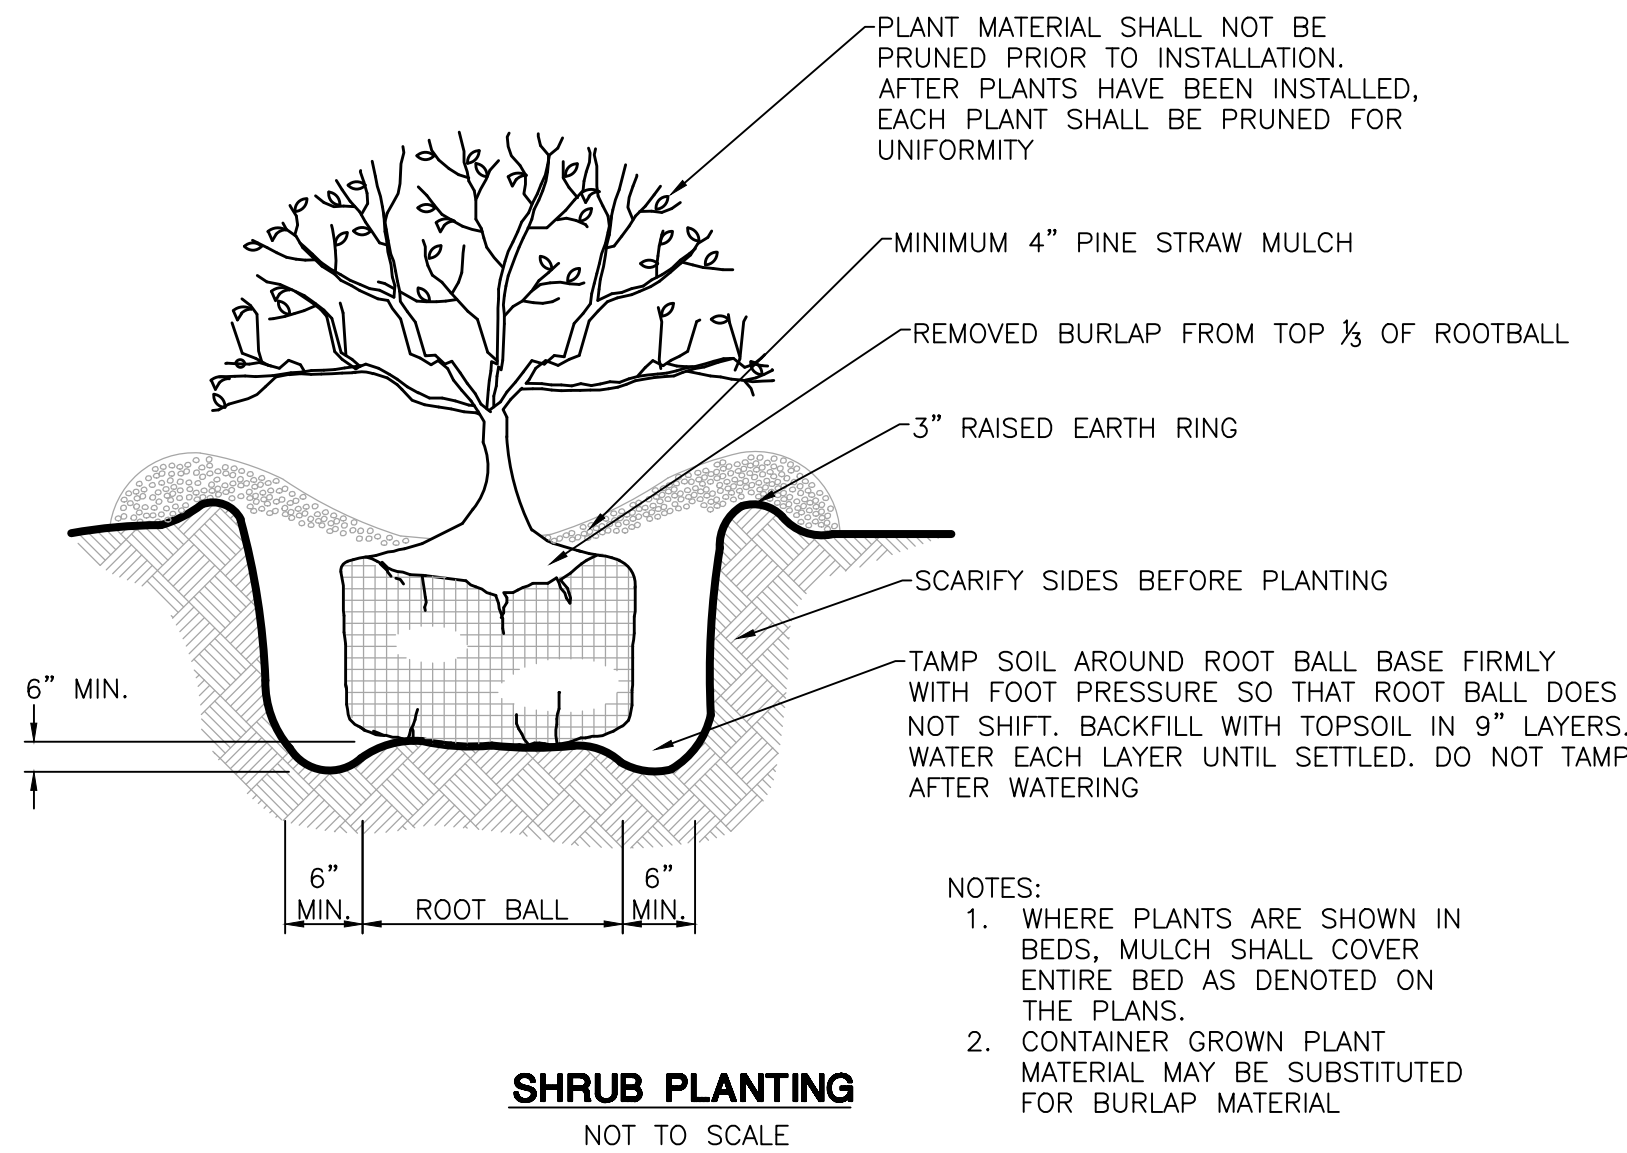 PLANT MATERIAL SHALL NOT BE
PRUNED PRIOR TO INSTALLATION.
AFTER PLANTS HAVE BEEN INSTALLED,
EACH PLANT SHALL BE PRUNED FOR
UNIFORMITY
MINIMUM 4” PINE STRAW MULCH
REMOVED BURLAP FROM TOP ⅓ OF ROOTBALL
3” RAISED EARTH RING
SCARIFY SIDES BEFORE PLANTING
TAMP SOIL AROUND ROOT BALL BASE FIRMLY
WITH FOOT PRESSURE SO THAT ROOT BALL DOES
NOT SHIFT. BACKFILL WITH TOPSOIL IN 9” LAYERS.
WATER EACH LAYER UNTIL SETTLED. DO NOT TAMP
AFTER WATERING
6” MIN.
6”
MIN.
ROOT BALL
6”
MIN.
NOTES:
1. WHERE PLANTS ARE SHOWN IN
BEDS, MULCH SHALL COVER
ENTIRE BED AS DENOTED ON
THE PLANS.
2. CONTAINER GROWN PLANT
MATERIAL MAY BE SUBSTITUTED
FOR BURLAP MATERIAL
SHRUB PLANTING
NOT TO SCALE